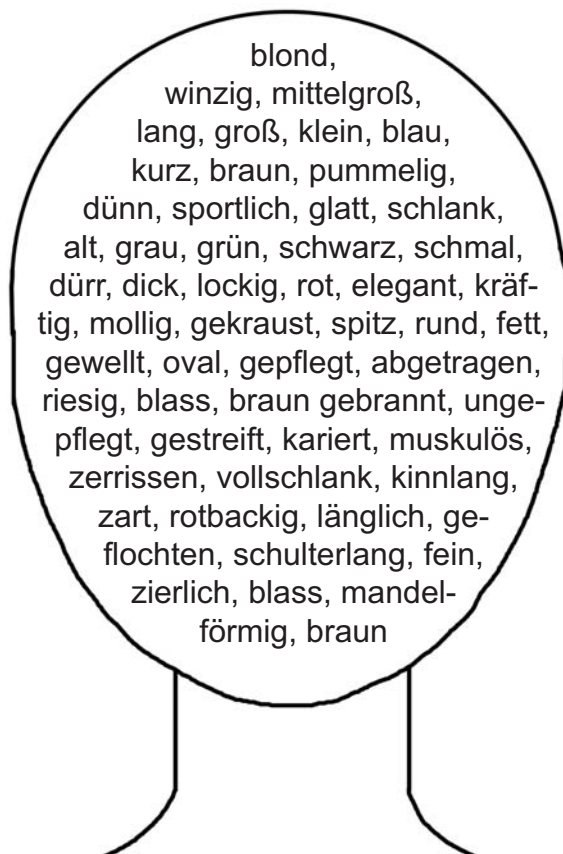 blond,
winzig, mittelgroß,
lang, groß, klein, blau,
kurz, braun, pummelig,
dünn, sportlich, glatt, schlank,
alt, grau, grün, schwarz, schmal,
dürr, dick, lockig, rot, elegant, kräf-
tig, mollig, gekraust, spitz, rund, fett,
gewellt, oval, gepflegt, abgetragen,
riesig, blass, braun gebrannt, unge-
pflegt, gestreift, kariert, muskulös,
zerrissen, vollschlank, kinnlang,
zart, rotbackig, länglich, ge-
flochten, schulterlang, fein,
zierlich, blass, mandel-
förmig, braun